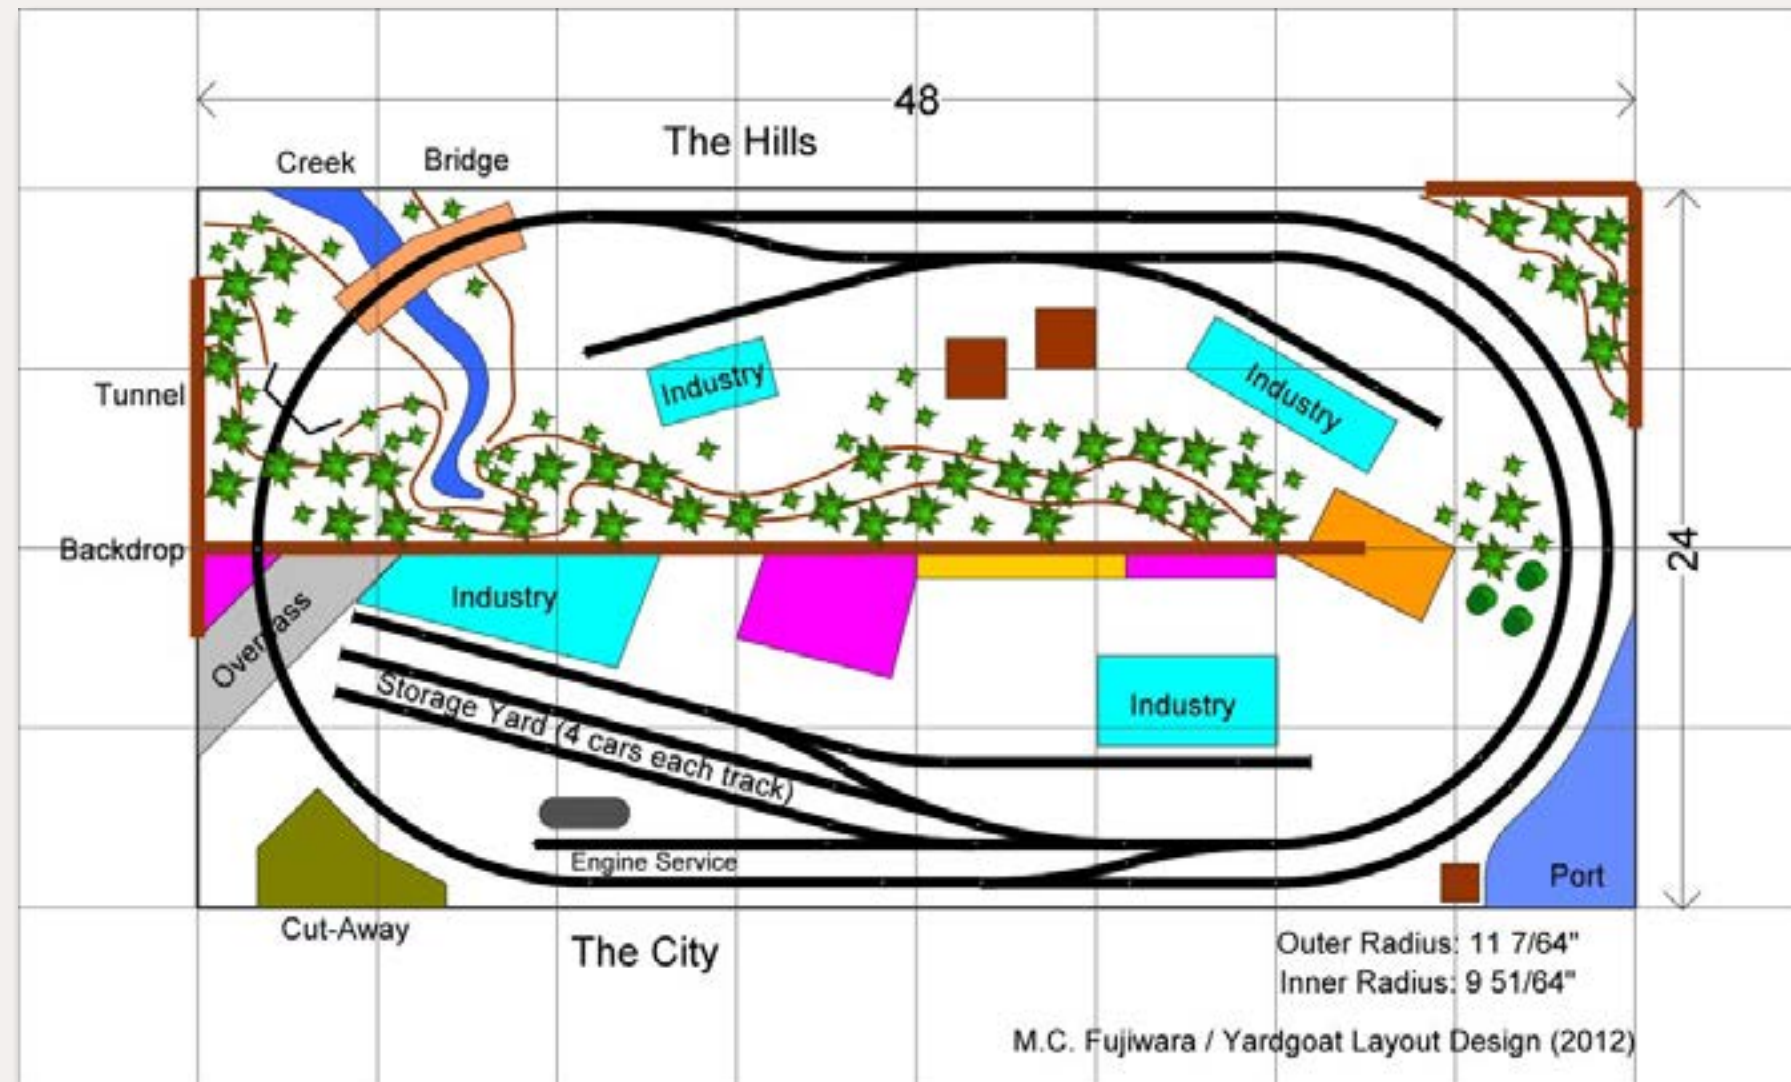 48
The Hills
Creek
Bridge
Tunnel
Industry
Industry
Backdrop
24
Overpass
Industry
Storage Yard (4 cars each track)
Industry
Engine Service
Port
Cut-Away
The City
Outer Radius: 11 7/64"
Inner Radius: 9 51/64"
M.C. Fujiwara / Yardgoat Layout Design (2012)